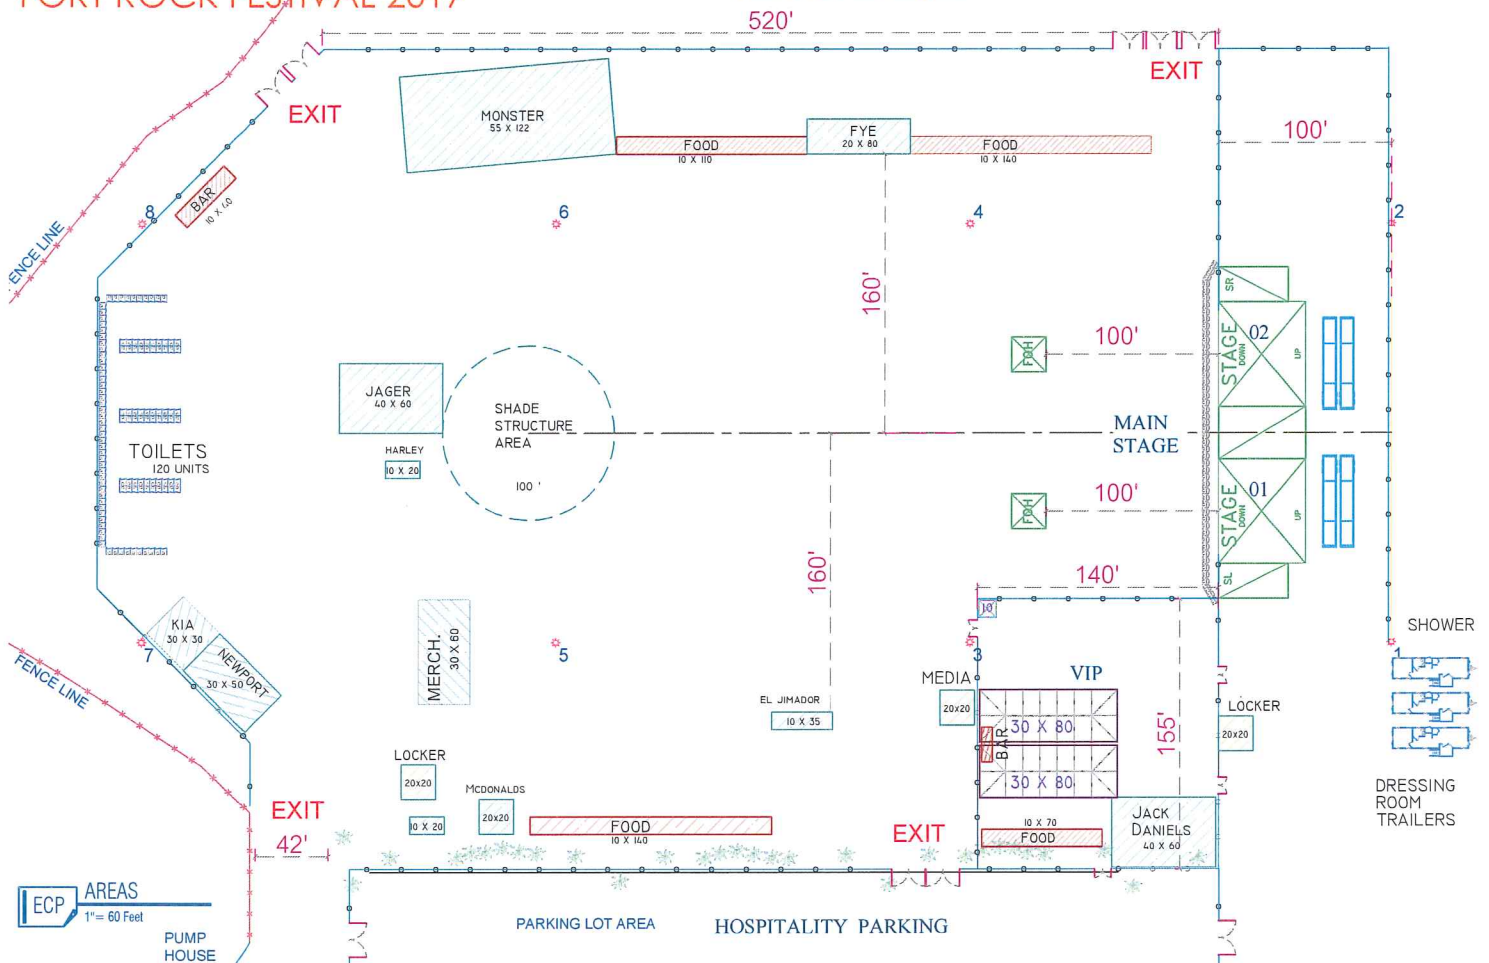 FORT ROCK FESTIVAL 2017
520'
EXIT
EXIT
MONSTER
55 X 122
FOOD
10 X 110
FYE
20 X 80
FOOD
10 X 140
100'
BAR
10 X 40
8
6
4
2
ENCE LINE
160'
SR
STAGE
DOWN
02
UP
100'
FOH
JAGER
40 X 60
SHADE
STRUCTURE
AREA
100 '
HARLEY
10 X 20
MAIN
STAGE
TOILETS
120 UNITS
100'
FOH
STAGE
DOWN
01
UP
SL
160'
140'
10
KIA
30 X 30
NEWPORT
30 X 50
7
5
3
1
SHOWER
MERCH.
30 X 60
FENCE LINE
MEDIA
20x20
VIP
30 X 80
BAR
30 X 80
155'
LOCKER
20x20
EL JIMADOR
10 X 35
LOCKER
20x20
McDONALDS
20x20
10 X 20
DRESSING
ROOM
TRAILERS
EXIT
42'
FOOD
10 X 140
EXIT
10 X 70
FOOD
JACK
DANIELS
40 X 60
ECP
AREAS
1"= 60 Feet
PARKING LOT AREA
HOSPITALITY PARKING
PUMP
HOUSE